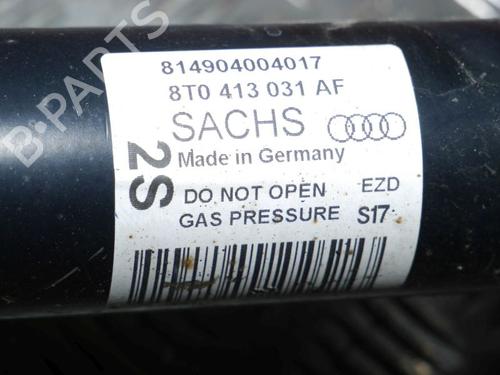 814904004017
8T0 413 031 AF
SACHS
Made in Germany
2S
DO NOT OPEN EZD
GAS PRESSURE S17
B-PARTS